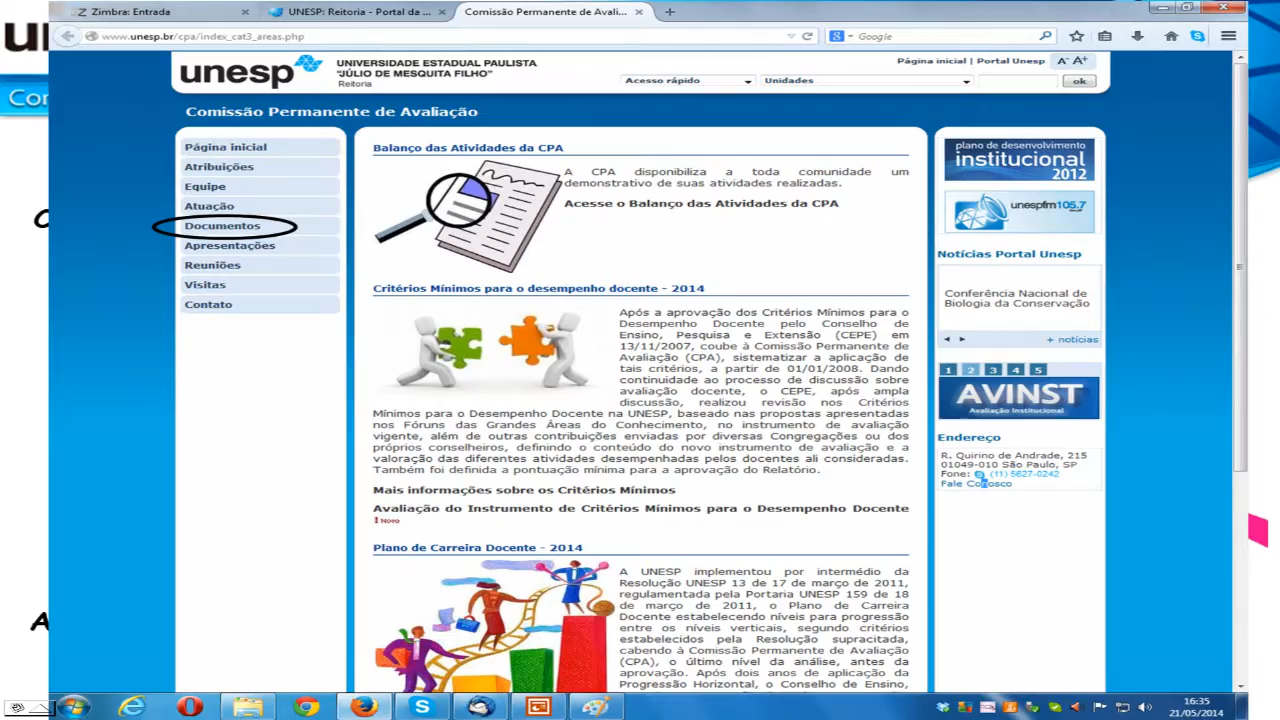 Zimbra: Entrada
UNESP: Reitoria - Portal da ...
Comissão Permanente de Avali...
www.unesp.br/cpa/index_cat3_areas.php
Google
unesp
UNIVERSIDADE ESTADUAL PAULISTA
"JÚLIO DE MESQUITA FILHO"
Reitoria
Página inicial | Portal Unesp A- A+
Acesso rápido
Unidades
ok
Comissão Permanente de Avaliação
Página inicial
Atribuições
Equipe
Atuação
Documentos
Apresentações
Reuniões
Visitas
Contato
Balanço das Atividades da CPA
A CPA disponibiliza a toda comunidade um
demonstrativo de suas atividades realizadas.
Acesse o Balanço das Atividades da CPA
Critérios Mínimos para o desempenho docente - 2014
Após a aprovação dos Critérios Mínimos para o
Desempenho Docente pelo Conselho de
Ensino, Pesquisa e Extensão (CEPE) em
13/11/2007, coube à Comissão Permanente de
Avaliação (CPA), sistematizar a aplicação de
tais critérios, a partir de 01/01/2008. Dando
continuidade ao processo de discussão sobre
avaliação docente, o CEPE, após ampla
discussão, realizou revisão nos Critérios
Mínimos para o Desempenho Docente na UNESP, baseado nas propostas apresentadas
nos Fóruns das Grandes Áreas do Conhecimento, no instrumento de avaliação
vigente, além de outras contribuições enviadas por diversas Congregações ou dos
próprios conselheiros, definindo o conteúdo do novo instrumento de avaliação e a
valoração das diferentes atividades desempenhadas pelos docentes ali consideradas.
Também foi definida a pontuação mínima para a aprovação do Relatório.
Mais informações sobre os Critérios Mínimos
Avaliação do Instrumento de Critérios Mínimos para o Desempenho Docente
Novo
Plano de Carreira Docente - 2014
A UNESP implementou por intermédio da
Resolução UNESP 13 de 17 de março de 2011,
regulamentada pela Portaria UNESP 159 de 18
de março de 2011, o Plano de Carreira
Docente estabelecendo níveis para progressão
entre os níveis verticais, segundo critérios
estabelecidos pela Resolução supracitada,
cabendo à Comissão Permanente de Avaliação
(CPA), o último nível da análise, antes da
aprovação. Após dois anos de aplicação da
Progressão Horizontal, o Conselho de Ensino,
plano de desenvolvimento
institucional
2012
unespfm105.7
Notícias Portal Unesp
Conferência Nacional de
Biologia da Conservação
+ notícias
1 2 3 4 5
AVINST
Avaliação Institucional
Endereço
R. Quirino de Andrade, 215
01049-010 São Paulo, SP
Fone: (11) 5627-0242
Fale Conosco
16:35
21/05/2014